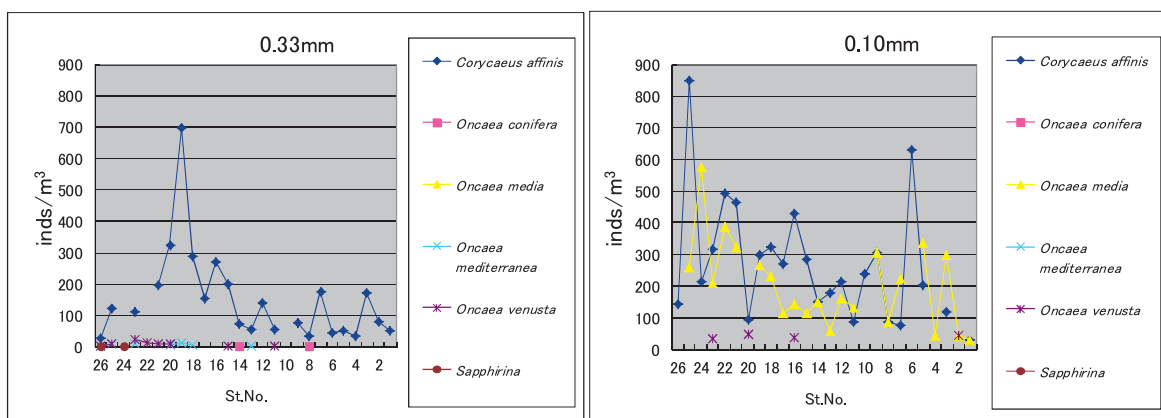 0.33mm
900
800
700
600
500
400
300
200
100
0
inds/m³
26 24 22 20 18 16 14 12 10 8 6 4 2
St.No.
Corycaeus affinis
Oncaea conifera
Oncaea media
Oncaea
mediterranea
Oncaea venusta
Sapphirina
0.10mm
900
800
700
600
500
400
300
200
100
0
inds/m³
26 24 22 20 18 16 14 12 10 8 6 4 2
St.No.
Corycaeus affinis
Oncaea conifera
Oncaea media
Oncaea
mediterranea
Oncaea venusta
Sapphirina